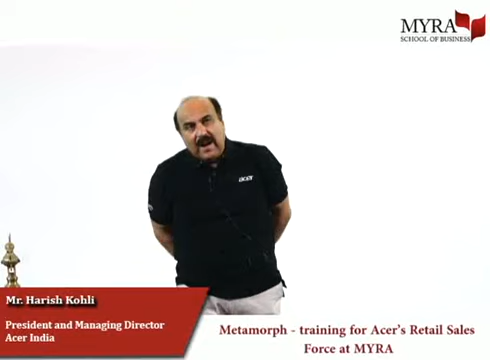 MYRA
SCHOOL OF BUSINESS
acer
Mr. Harish Kohli
President and Managing Director
Acer India
Metamorph - training for Acer's Retail Sales
Force at MYRA